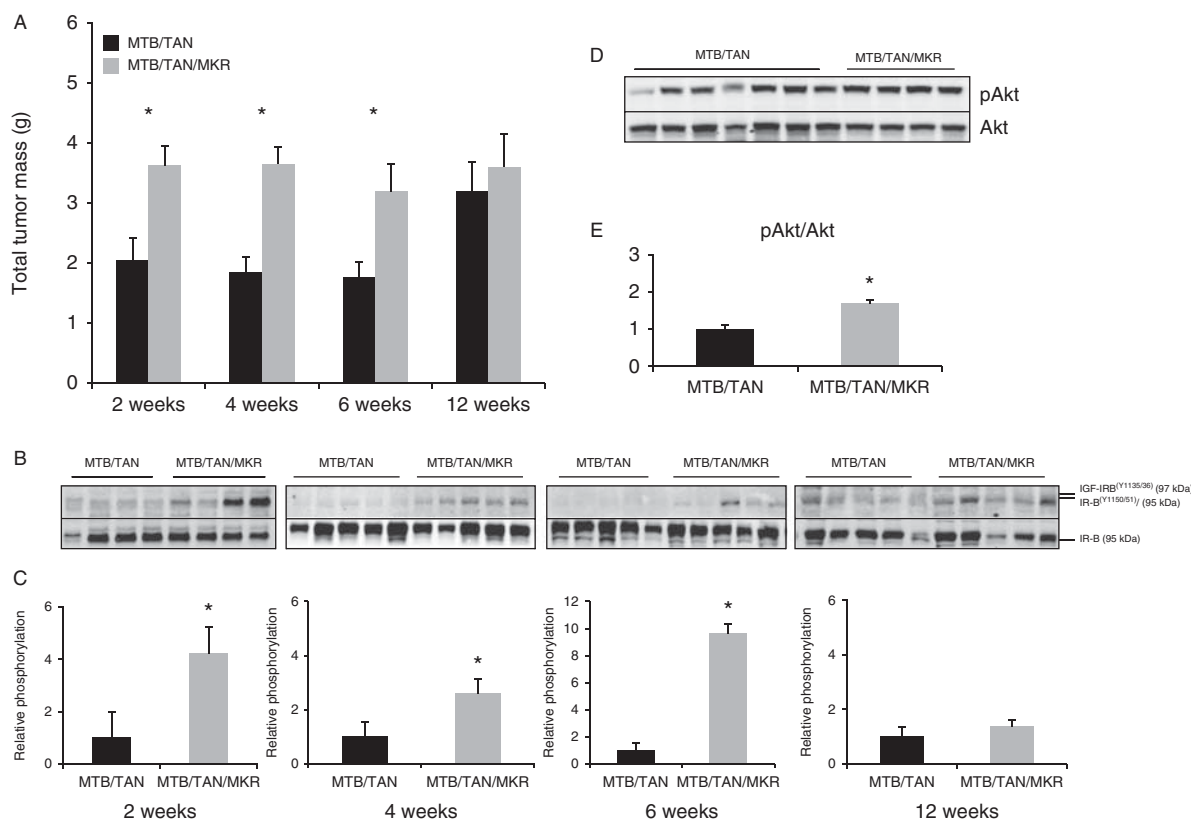 A
Total tumor mass (g)
6
5
4
3
2
1
0
MTB/TAN
MTB/TAN/MKR
* * *
2 weeks 4 weeks 6 weeks 12 weeks
D
MTB/TAN MTB/TAN/MKR
pAkt
Akt
E
pAkt/Akt
3
2
1
0
*
MTB/TAN MTB/TAN/MKR
B
MTB/TAN MTB/TAN/MKR MTB/TAN MTB/TAN/MKR MTB/TAN MTB/TAN/MKR MTB/TAN MTB/TAN/MKR
IGF-IRB(Y1135/36) (97 kDa)
IR-B(Y1150/51)/ (95 kDa)
IR-B (95 kDa)
C
Relative phosphorylation
6
4
2
0
*
MTB/TAN MTB/TAN/MKR
2 weeks
Relative phosphorylation
6
4
2
0
*
MTB/TAN MTB/TAN/MKR
4 weeks
Relative phosphorylation
12
10
8
6
4
2
0
*
MTB/TAN MTB/TAN/MKR
6 weeks
Relative phosphorylation
6
4
2
0
MTB/TAN MTB/TAN/MKR
12 weeks